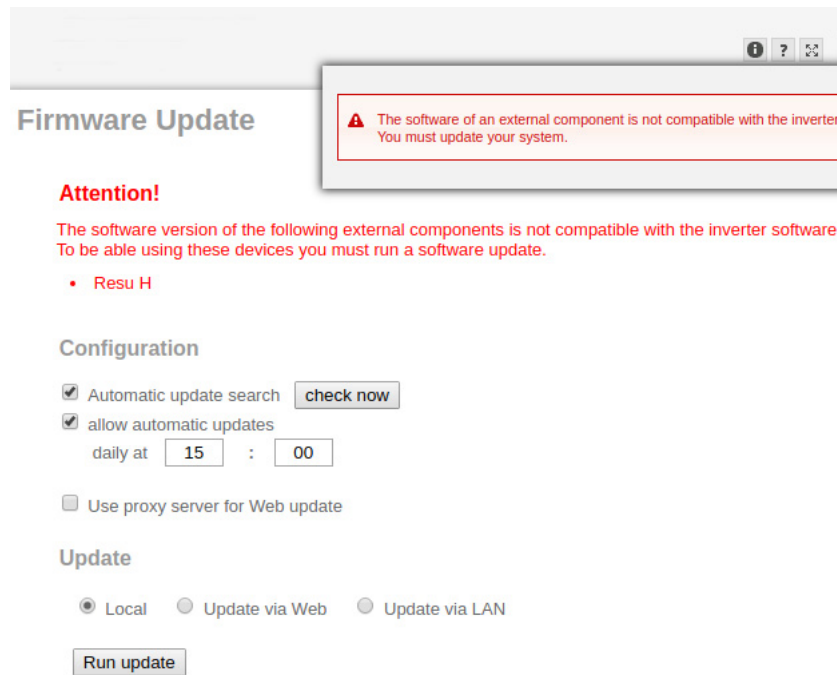 ?
The software of an external component is not compatible with the inverter
You must update your system.
Firmware Update
Attention!
The software version of the following external components is not compatible with the inverter software
To be able using these devices you must run a software update.
• Resu H
Configuration
Automatic update search check now
allow automatic updates
daily at 15 : 00
Use proxy server for Web update
Update
Local Update via Web Update via LAN
Run update